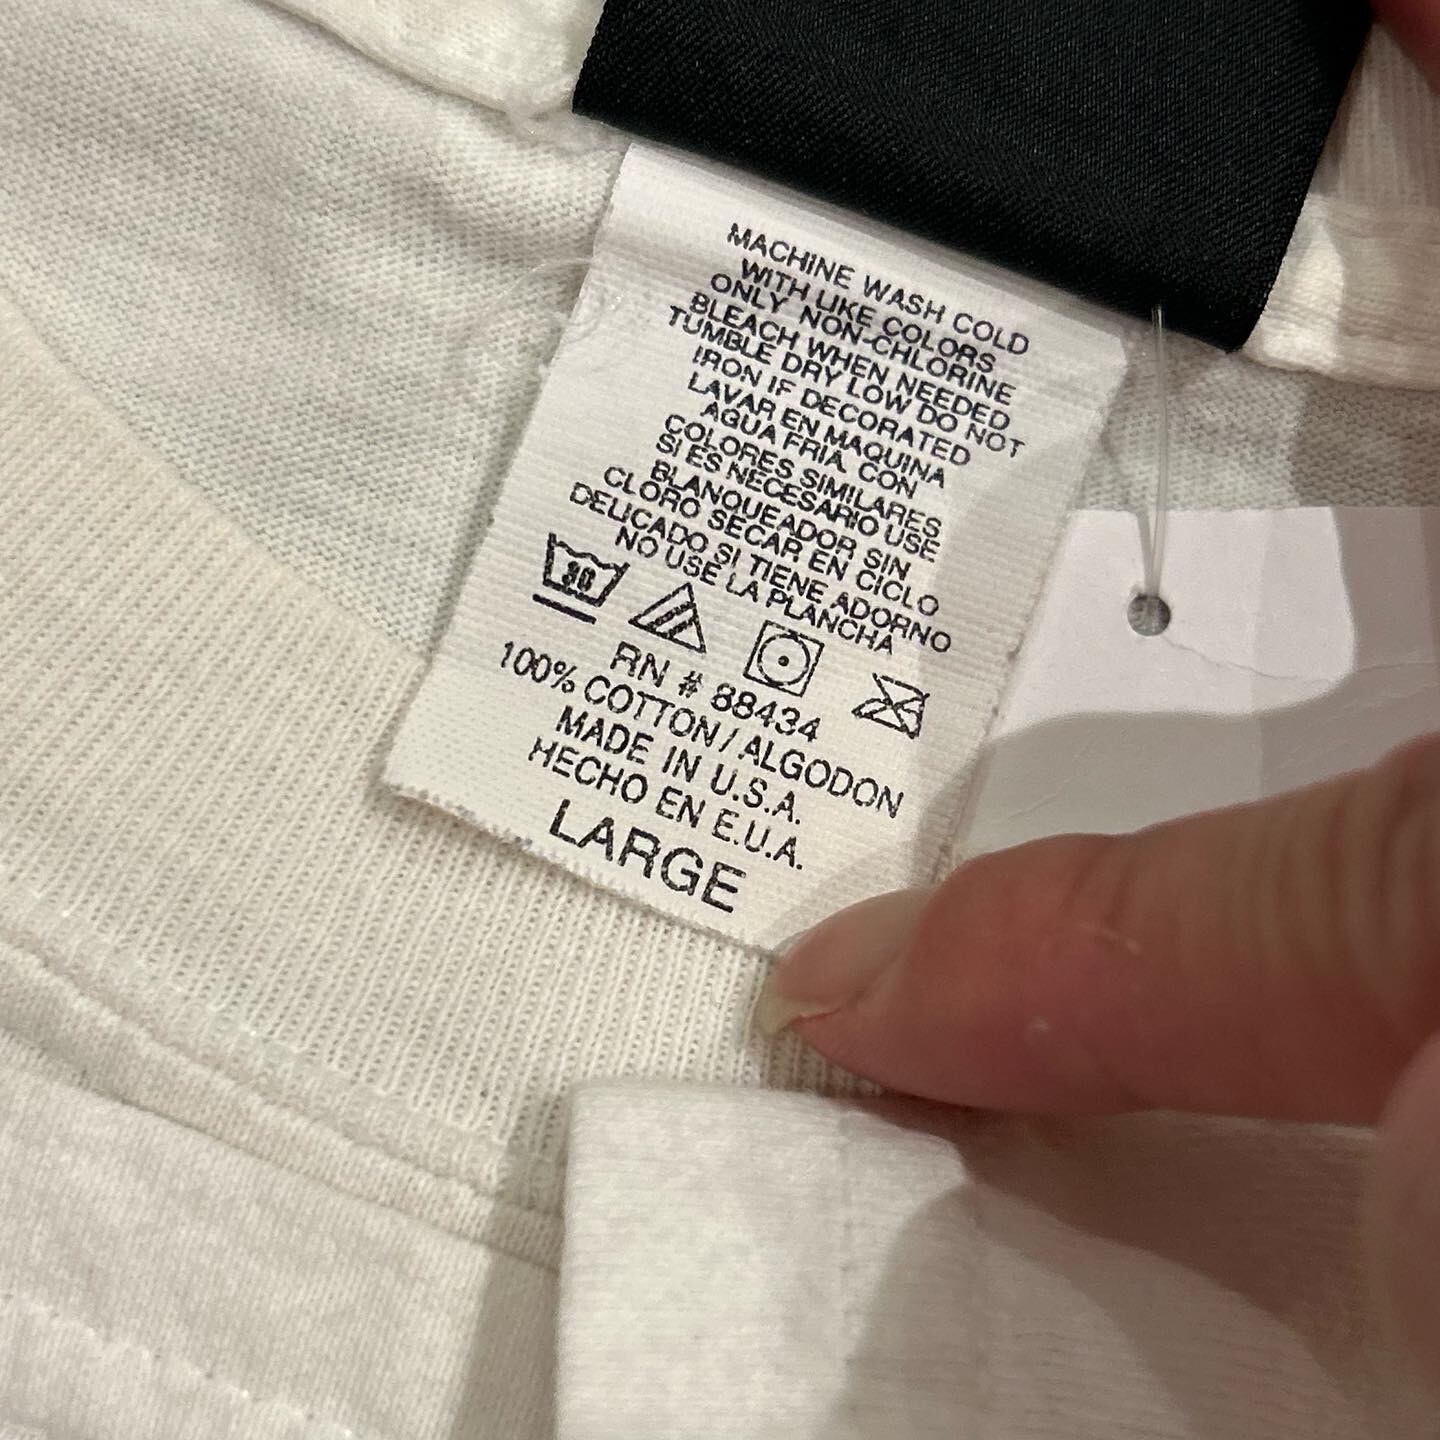 MACHINE WASH COLD
WITH LIKE COLORS
ONLY NON-CHLORINE
BLEACH WHEN NEEDED
TUMBLE DRY LOW DO NOT
IRON IF DECORATED
LAVAR EN MAQUINA
AGUA FRIA CON
COLORES SIMILARES
SI ES NECESARIO USE
BLANQUEADOR SIN
CLORO SECAR EN CICLO
DELICADO SI TIENE ADORNO
NO USE LA PLANCHA
30
RN # 88434
100% COTTON / ALGODON
MADE IN U.S.A.
HECHO EN E.U.A.
LARGE